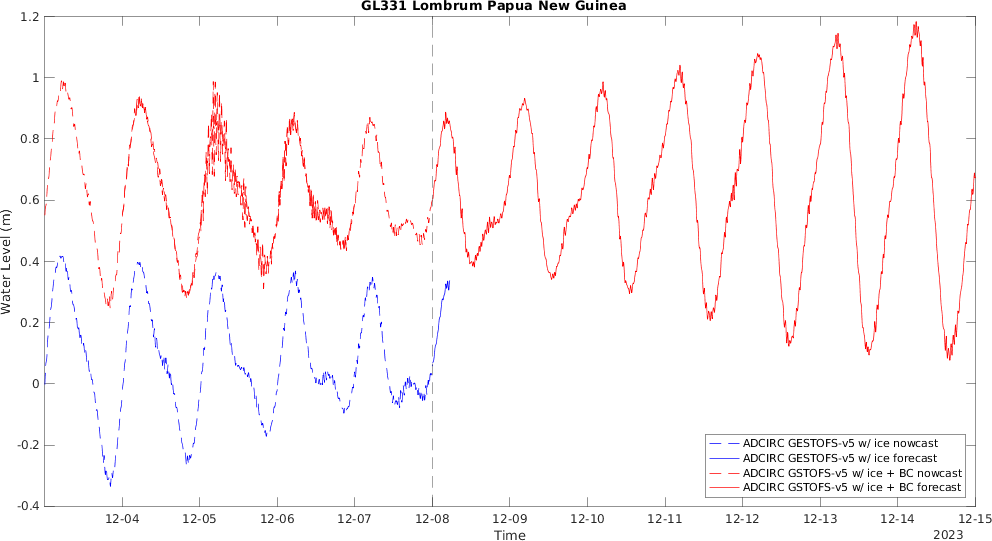 GL331 Lombrum Papua New Guinea
1.2
1
0.8
0.6
0.4
0.2
0
-0.2
-0.4
Water Level (m)
ADCIRC GESTOFS-v5 w/ ice nowcast
ADCIRC GESTOFS-v5 w/ ice forecast
ADCIRC GSTOFS-v5 w/ ice + BC nowcast
ADCIRC GSTOFS-v5 w/ ice + BC forecast
12-04 12-05 12-06 12-07 12-08 12-09 12-10 12-11 12-12 12-13 12-14 12-15
Time
2023